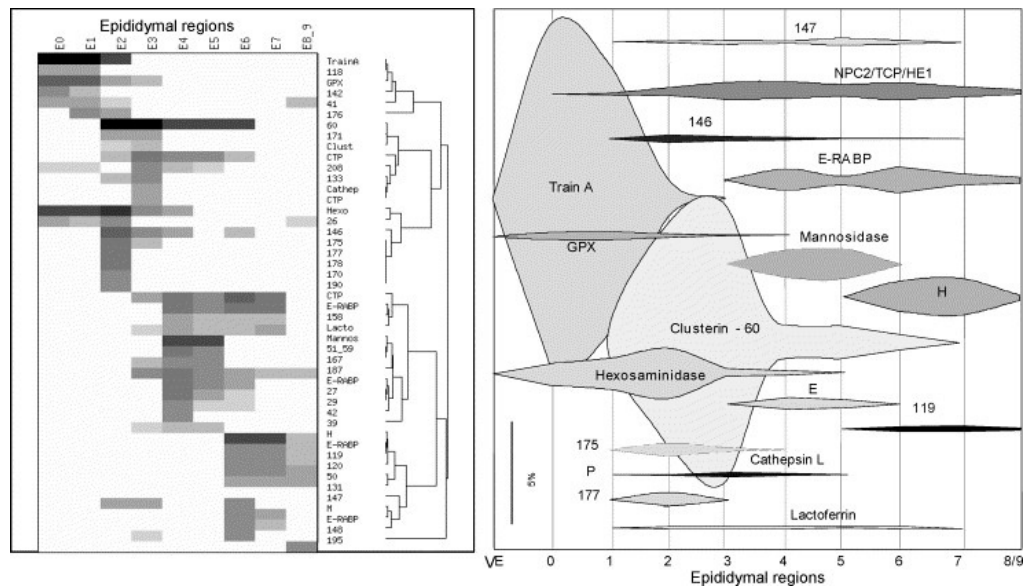 Epididymal regions
E0 E1 E2 E3 E4 E5 E6 E7 E8_9
TrainA
118
GPX
142
41
176
60
171
Clust
CTP
208
133
Cathep
CTP
Hexo
26
146
175
177
178
170
190
CTP
E-RABP
158
Lacto
Mannos
51_59
167
187
E-RABP
27
29
42
39
H
E-RABP
119
120
50
131
147
M
E-RABP
148
195
147
NPC2/TCP/HE1
146
E-RABP
Train A
Mannosidase
GPX
H
Clusterin - 60
Hexosaminidase
E
119
175
Cathepsin L
P
5%
177
Lactoferrin
VE 0 1 2 3 4 5 6 7 8/9
Epididymal regions